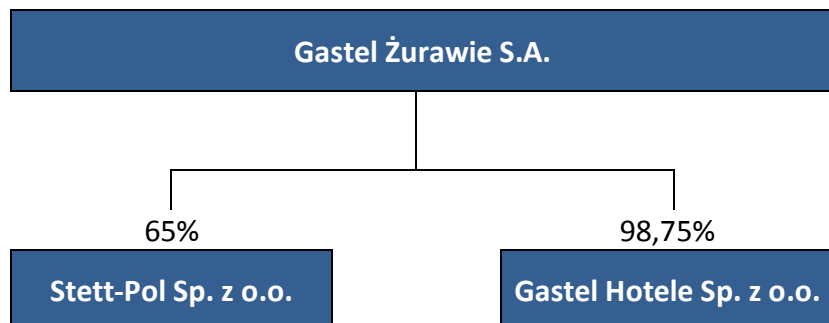 Gastel Żurawie S.A.
65%
98,75%
Stett-Pol Sp. z o.o.
Gastel Hotele Sp. z o.o.